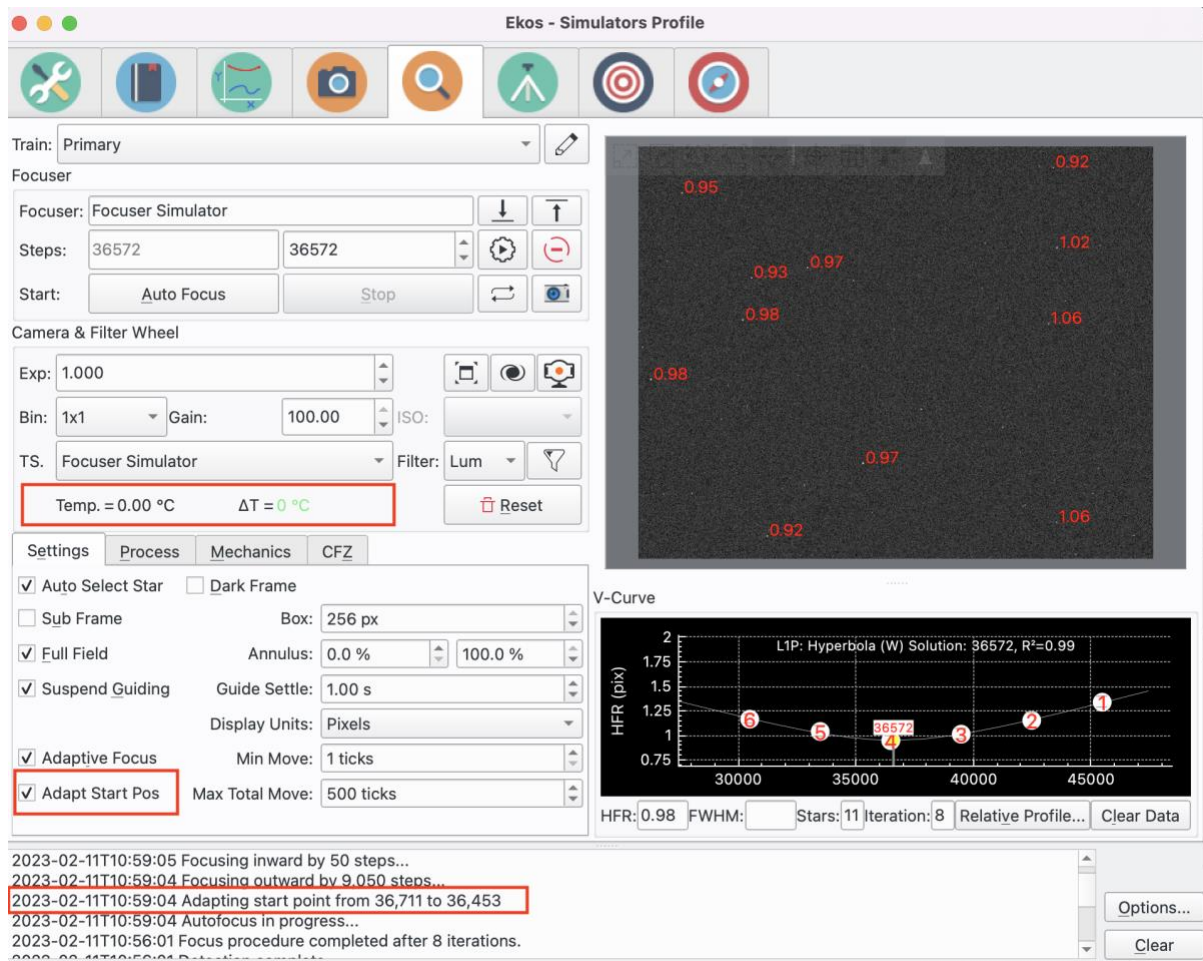 Ekos - Simulators Profile
Train: Primary
Focuser
Focuser: Focuser Simulator
Steps: 36572 36572
Start: Auto Focus Stop
Camera & Filter Wheel
Exp: 1.000
Bin: 1x1 Gain: 100.00 ISO:
TS. Focuser Simulator Filter: Lum
Temp. = 0.00 °C ΔT = 0 °C Reset
Settings Process Mechanics CFZ
Auto Select Star Dark Frame
Sub Frame Box: 256 px
Full Field Annulus: 0.0 % 100.0 %
Suspend Guiding Guide Settle: 1.00 s
Display Units: Pixels
Adaptive Focus Min Move: 1 ticks
Adapt Start Pos Max Total Move: 500 ticks
0.92
0.95
1.02
0.97
0.93
0.98
1.06
0.98
0.97
1.06
0.92
V-Curve
L1P: Hyperbola (W) Solution: 36572, R²=0.99
HFR (pix)
2
1.75
1.5
1.25
1
0.75
6 5 36572 4 3 2 1
30000 35000 40000 45000
HFR: 0.98 FWHM: Stars: 11 Iteration: 8 Relative Profile... Clear Data
2023-02-11T10:59:05 Focusing inward by 50 steps...
2023-02-11T10:59:04 Focusing outward by 9,050 steps...
2023-02-11T10:59:04 Adapting start point from 36,711 to 36,453
2023-02-11T10:59:04 Autofocus in progress...
2023-02-11T10:56:01 Focus procedure completed after 8 iterations.
Options...
Clear